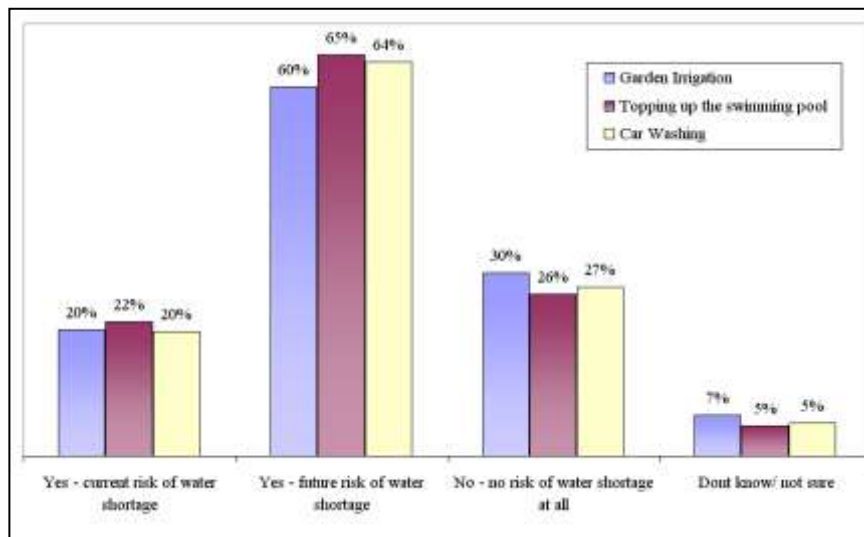 65%
64%
60%
Garden Irrigation
Topping up the swimming pool
Car Washing
30%
27%
26%
22%
20%
20%
7%
5%
5%
Yes - current risk of water
shortage
Yes - future risk of water
shortage
No - no risk of water shortage
at all
Dont know/ not sure